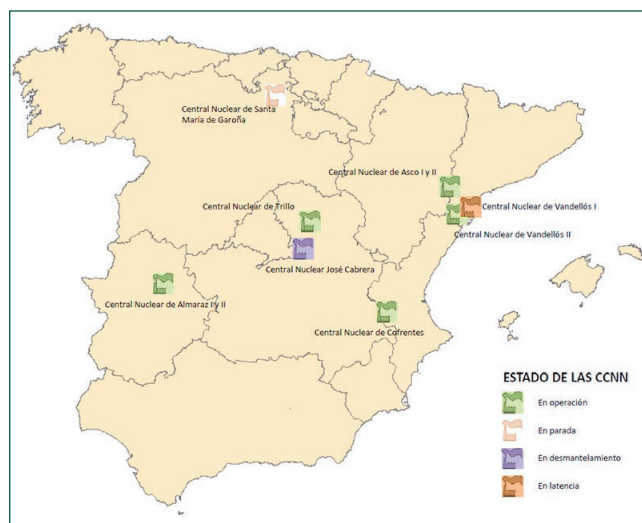 Central Nuclear de Santa
María de Garoña
Central Nuclear de Asco I y II
Central Nuclear de Trillo
Central Nuclear de Vandellós I
Central Nuclear de Vandellós II
Central Nuclear José Cabrera
Central Nuclear de Almaraz I y II
Central Nuclear de Cofrentes
ESTADO DE LAS CCNN
En operación
En parada
En desmantelamiento
En latencia